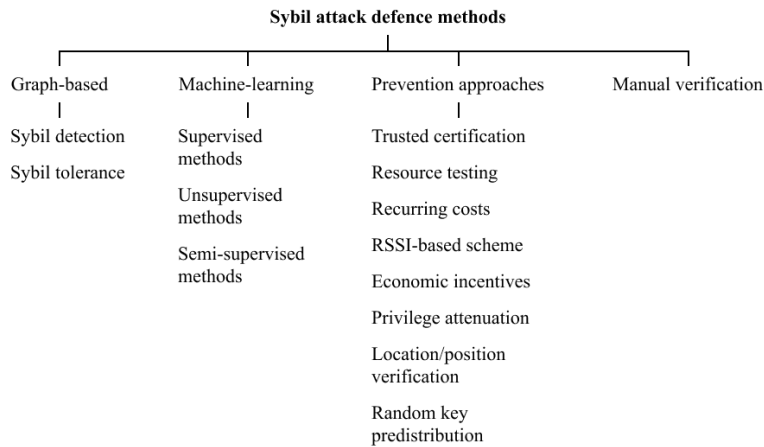 Sybil attack defence methods
Graph-based
Sybil detection
Sybil tolerance
Machine-learning
Supervised
methods
Unsupervised
methods
Semi-supervised
methods
Prevention approaches
Trusted certification
Resource testing
Recurring costs
RSSI-based scheme
Economic incentives
Privilege attenuation
Location/position
verification
Random key
predistribution
Manual verification